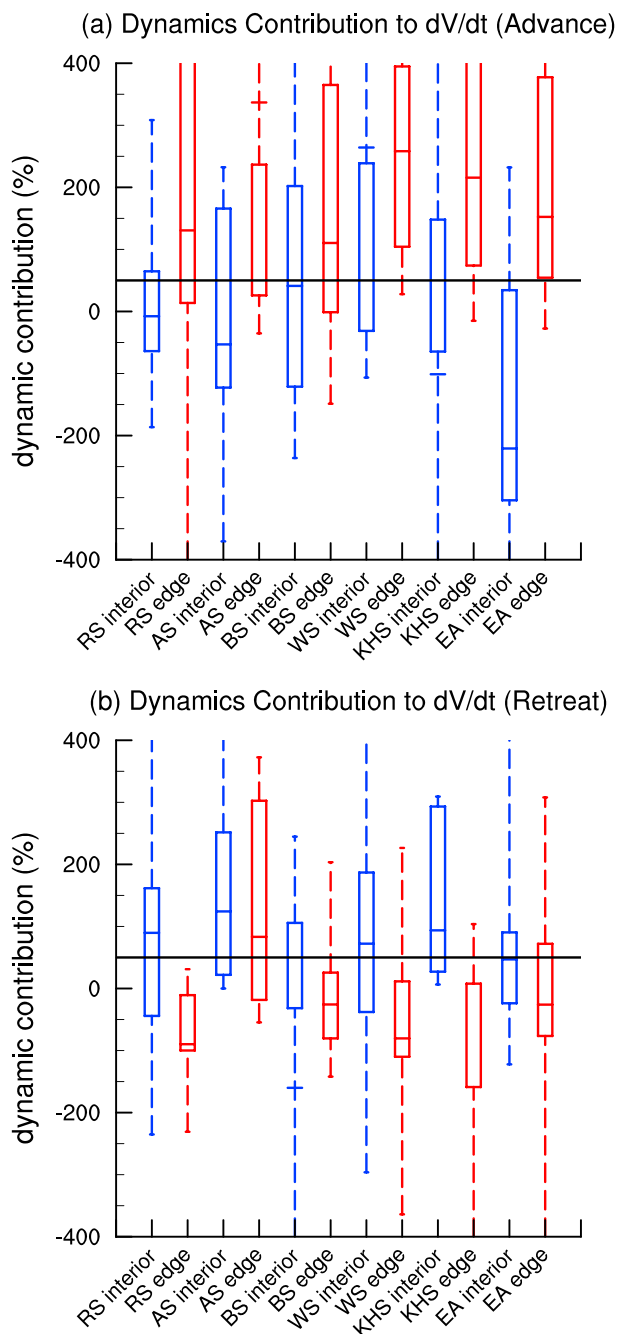 (a) Dynamics Contribution to dV/dt (Advance)
dynamic contribution (%)
400
200
0
-200
-400
RS interior
RS edge
AS interior
AS edge
BS interior
BS edge
WS interior
WS edge
KHS interior
KHS edge
EA interior
EA edge
(b) Dynamics Contribution to dV/dt (Retreat)
dynamic contribution (%)
400
200
0
-200
-400
RS interior
RS edge
AS interior
AS edge
BS interior
BS edge
WS interior
WS edge
KHS interior
KHS edge
EA interior
EA edge